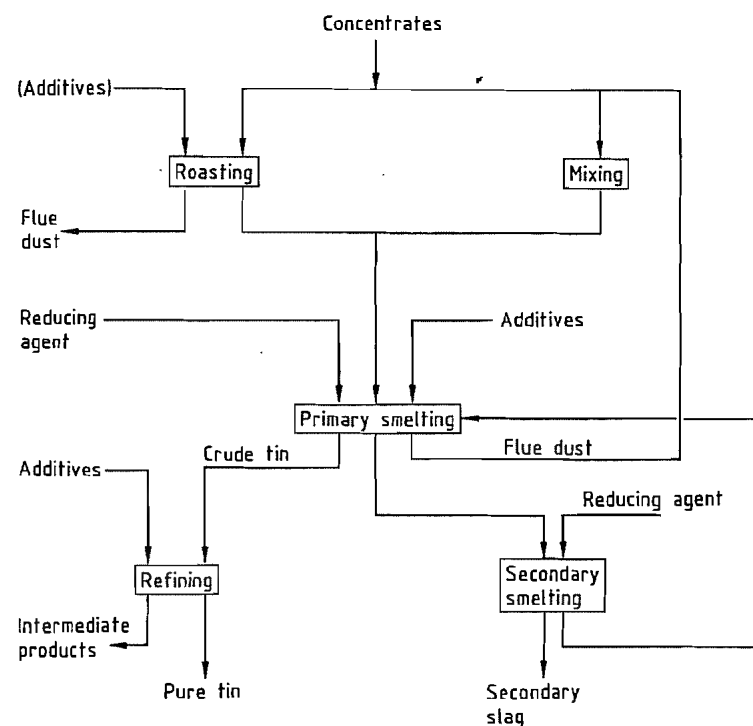 Concentrates
(Additives)
Roasting
Mixing
Flue
dust
Reducing
agent
Additives
Primary smelting
Crude tin
Flue dust
Additives
Reducing agent
Refining
Secondary
smelting
Intermediate
products
Pure tin
Secondary
slag